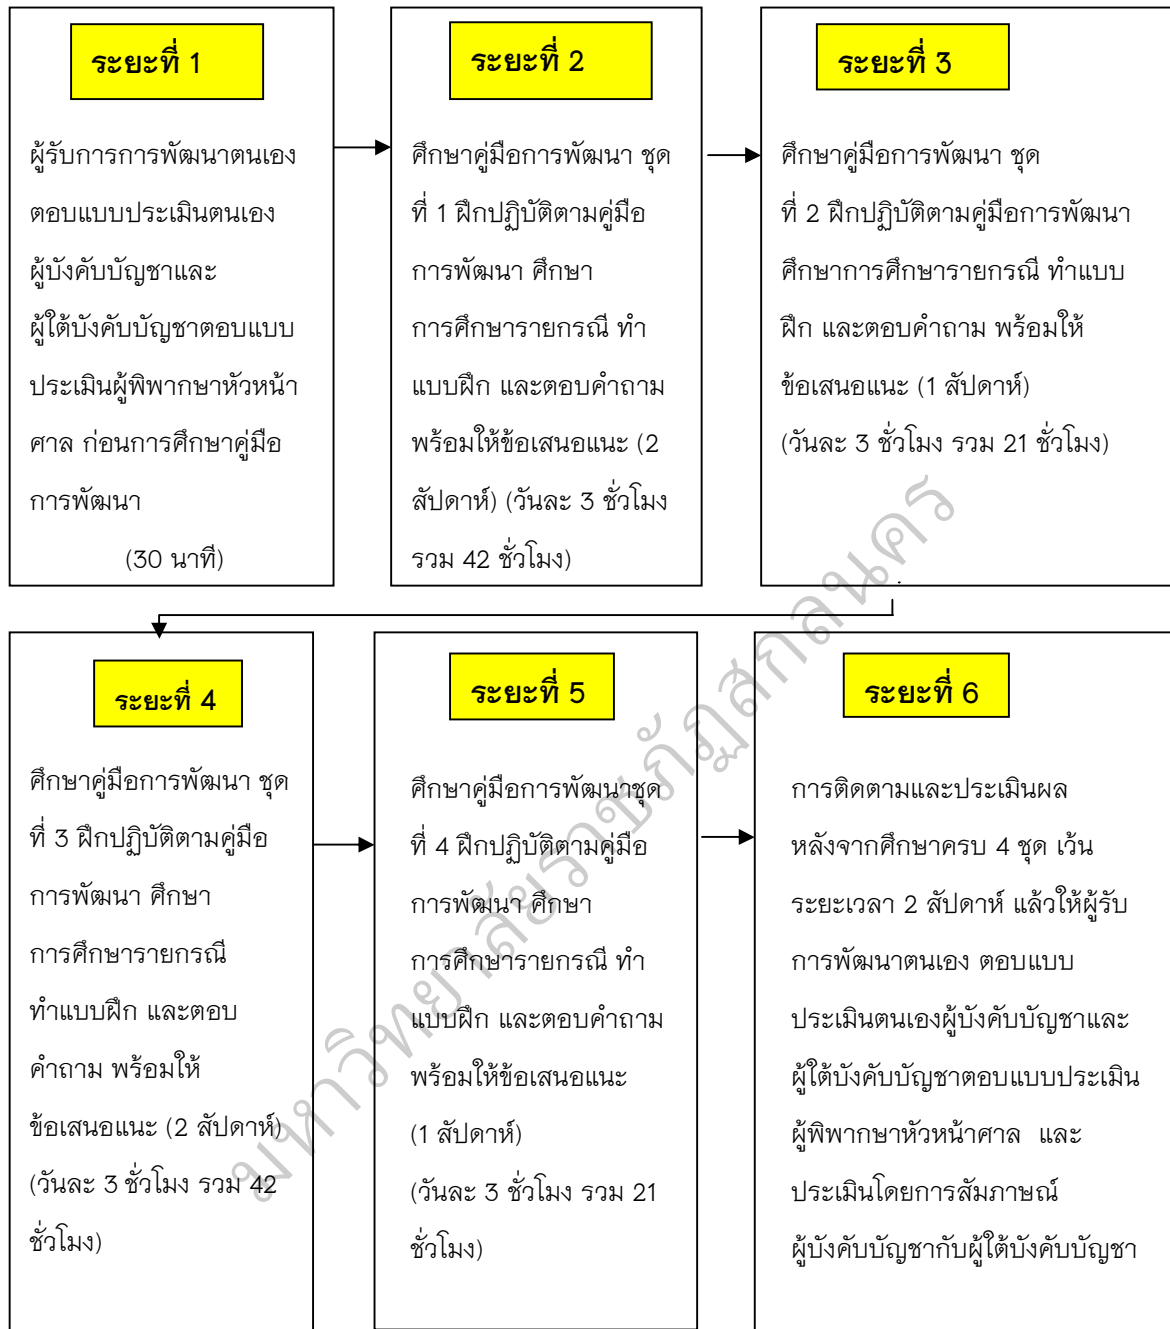 ระยะที่ 1
ผู้รับการการพัฒนาตนเอง
ตอบแบบประเมินตนเอง
ผู้บังคับบัญชาและ
ผู้ใต้บังคับบัญชาตอบแบบ
ประเมินผู้พิพากษาหัวหน้า
ศาล ก่อนการศึกษาคู่มือ
การพัฒนา
(30 นาที)
ระยะที่ 2
ศึกษาคู่มือการพัฒนา ชุด
ที่ 1 ฝึกปฏิบัติตามคู่มือ
การพัฒนา ศึกษา
การศึกษารายกรณี ทำ
แบบฝึก และตอบคำถาม
พร้อมให้ข้อเสนอแนะ (2
สัปดาห์) (วันละ 3 ชั่วโมง
รวม 42 ชั่วโมง)
ระยะที่ 3
ศึกษาคู่มือการพัฒนา ชุด
ที่ 2 ฝึกปฏิบัติตามคู่มือการพัฒนา
ศึกษาการศึกษารายกรณี ทำแบบ
ฝึก และตอบคำถาม พร้อมให้
ข้อเสนอแนะ (1 สัปดาห์)
(วันละ 3 ชั่วโมง รวม 21 ชั่วโมง)
ระยะที่ 4
ศึกษาคู่มือการพัฒนา ชุด
ที่ 3 ฝึกปฏิบัติตามคู่มือ
การพัฒนา ศึกษา
การศึกษารายกรณี
ทำแบบฝึก และตอบ
คำถาม พร้อมให้
ข้อเสนอแนะ (2 สัปดาห์)
(วันละ 3 ชั่วโมง รวม 42
ชั่วโมง)
ระยะที่ 5
ศึกษาคู่มือการพัฒนาชุด
ที่ 4 ฝึกปฏิบัติตามคู่มือ
การพัฒนา ศึกษา
การศึกษารายกรณี ทำ
แบบฝึก และตอบคำถาม
พร้อมให้ข้อเสนอแนะ
(1 สัปดาห์)
(วันละ 3 ชั่วโมง รวม 21
ชั่วโมง)
ระยะที่ 6
การติดตามและประเมินผล
หลังจากศึกษาครบ 4 ชุด เว้น
ระยะเวลา 2 สัปดาห์ แล้วให้ผู้รับ
การพัฒนาตนเอง ตอบแบบ
ประเมินตนเองผู้บังคับบัญชาและ
ผู้ใต้บังคับบัญชาตอบแบบประเมิน
ผู้พิพากษาหัวหน้าศาล และ
ประเมินโดยการสัมภาษณ์
ผู้บังคับบัญชากับผู้ใต้บังคับบัญชา
มหาวิทยาลัยราชภัฏสกลนคร